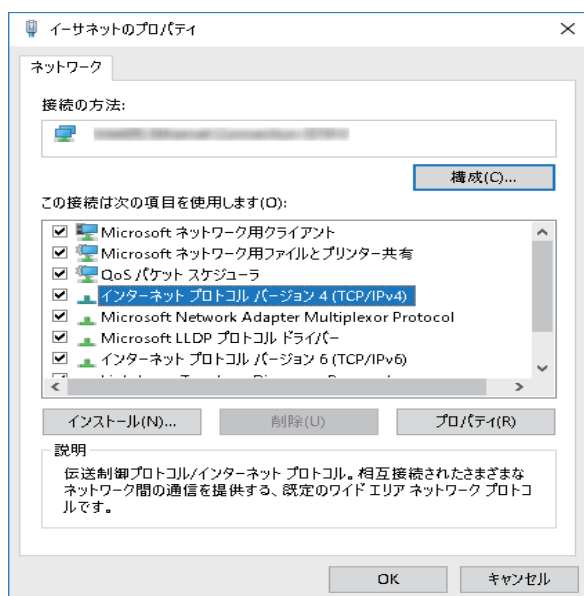 イーサネットのプロパティ
ネットワーク
接続の方法:
構成(C)...
この接続は次の項目を使用します(O):
Microsoft ネットワーク用クライアント
Microsoft ネットワーク用ファイルとプリンター共有
QoS パケット スケジューラ
インターネット プロトコル バージョン 4 (TCP/IPv4)
Microsoft Network Adapter Multiplexor Protocol
Microsoft LLDP プロトコル ドライバー
インターネット プロトコル バージョン 6 (TCP/IPv6)
インストール(N)...
削除(U)
プロパティ(R)
説明
伝送制御プロトコル/インターネット プロトコル。相互接続されたさまざまな
ネットワーク間の通信を提供する、既定のワイド エリア ネットワーク プロトコ
ルです。
OK
キャンセル